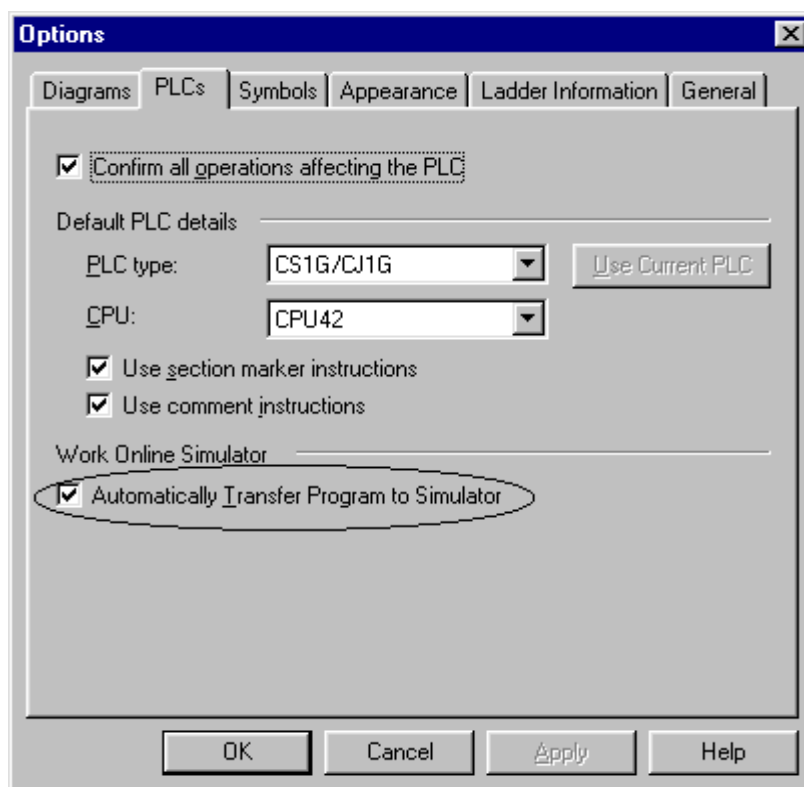 Options
Diagrams PLCs Symbols Appearance Ladder Information General
Confirm all operations affecting the PLC
Default PLC details
PLC type: CS1G/CJ1G Use Current PLC
CPU: CPU42
Use section marker instructions
Use comment instructions
Work Online Simulator
Automatically Transfer Program to Simulator
OK Cancel Apply Help